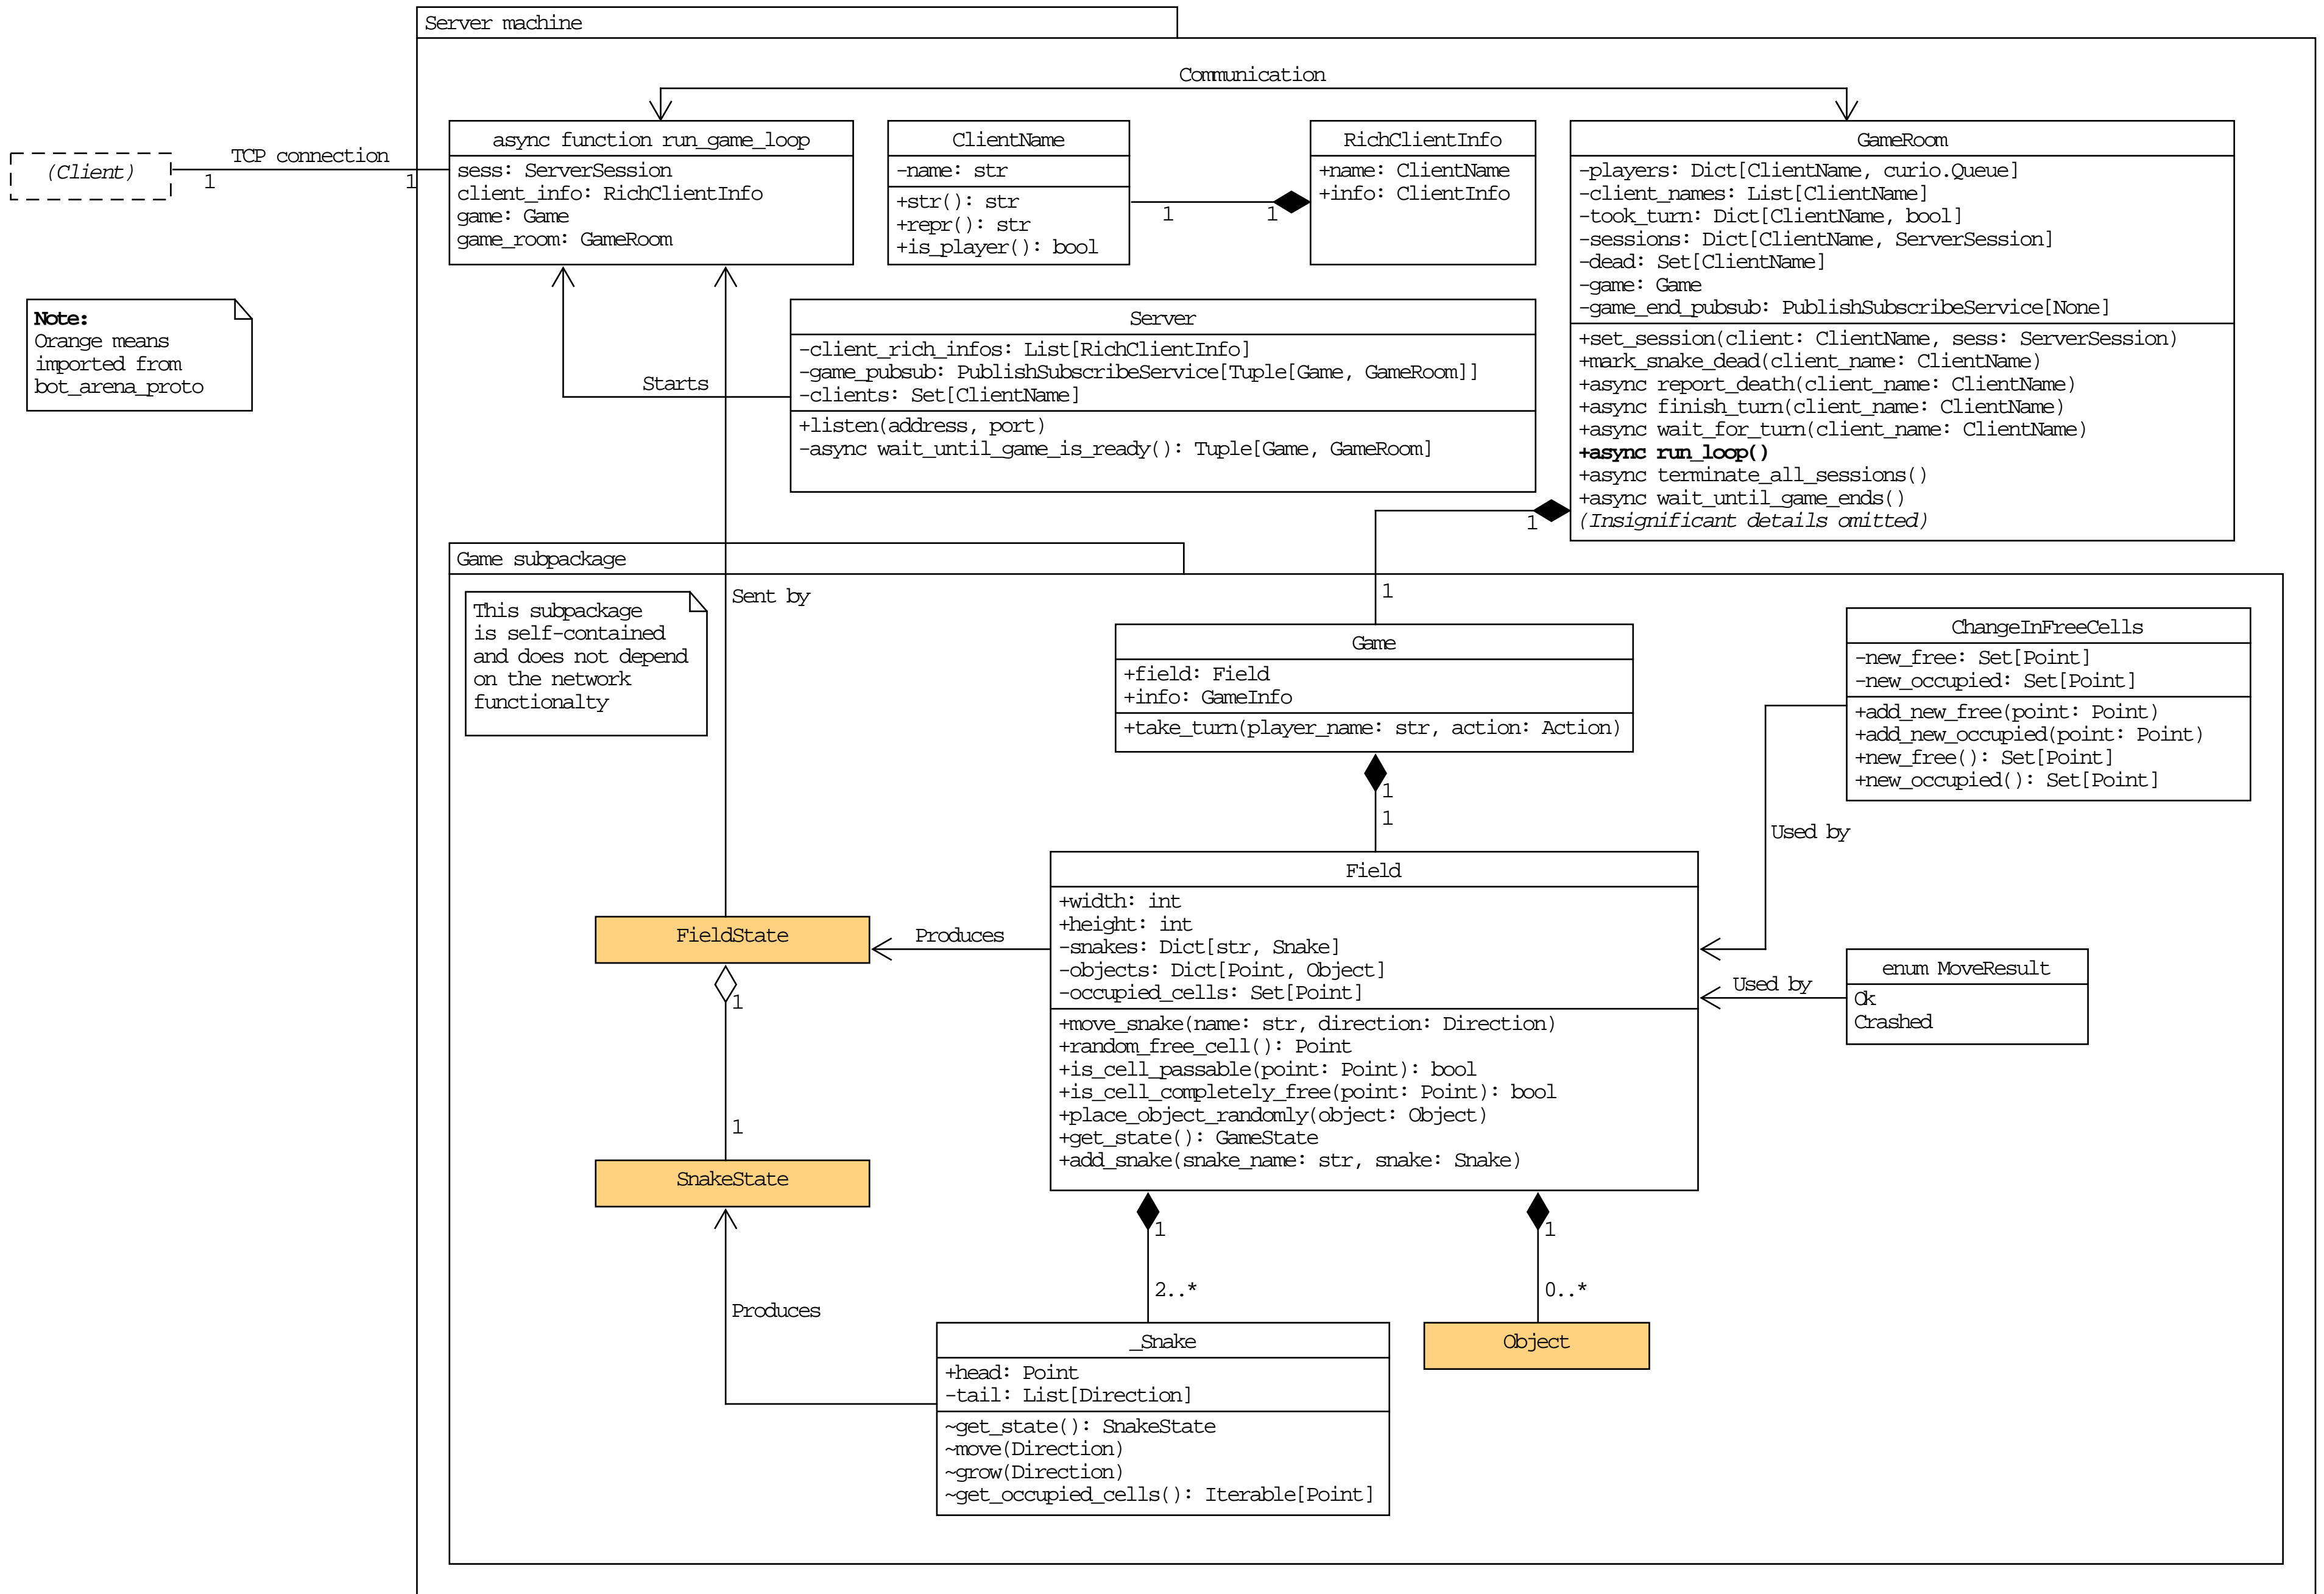 Server machine
Communication
(Client)
TCP connection
1
1
async function run_game_loop
sess: ServerSession
client_info: RichClientInfo
game: Game
game_room: GameRoom
ClientName
-name: str
+str(): str
+repr(): str
+is_player(): bool
1
1
RichClientInfo
+name: ClientName
+info: ClientInfo
GameRoom
-players: Dict[ClientName, curio.Queue]
-client_names: List[ClientName]
-took_turn: Dict[ClientName, bool]
-sessions: Dict[ClientName, ServerSession]
-dead: Set[ClientName]
-game: Game
-game_end_pubsub: PublishSubscribeService[None]
+set_session(client: ClientName, sess: ServerSession)
+mark_snake_dead(client_name: ClientName)
+async report_death(client_name: ClientName)
+async finish_turn(client_name: ClientName)
+async wait_for_turn(client_name: ClientName)
+async run_loop()
+async terminate_all_sessions()
+async wait_until_game_ends()
(Insignificant details omitted)
Note:
Orange means
imported from
bot_arena_proto
Starts
Server
-client_rich_infos: List[RichClientInfo]
-game_pubsub: PublishSubscribeService[Tuple[Game, GameRoom]]
-clients: Set[ClientName]
+listen(address, port)
-async wait_until_game_is_ready(): Tuple[Game, GameRoom]
1
1
Game subpackage
This subpackage
is self-contained
and does not depend
on the network
functionalty
Sent by
Game
+field: Field
+info: GameInfo
+take_turn(player_name: str, action: Action)
1
1
ChangeInFreeCells
-new_free: Set[Point]
-new_occupied: Set[Point]
+add_new_free(point: Point)
+add_new_occupied(point: Point)
+new_free(): Set[Point]
+new_occupied(): Set[Point]
Used by
FieldState
Produces
Field
+width: int
+height: int
-snakes: Dict[str, Snake]
-objects: Dict[Point, Object]
-occupied_cells: Set[Point]
+move_snake(name: str, direction: Direction)
+random_free_cell(): Point
+is_cell_passable(point: Point): bool
+is_cell_completely_free(point: Point): bool
+place_object_randomly(object: Object)
+get_state(): GameState
+add_snake(snake_name: str, snake: Snake)
Used by
enum MoveResult
Ok
Crashed
1
1
SnakeState
Produces
1
2..*
1
0..*
_Snake
+head: Point
-tail: List[Direction]
~get_state(): SnakeState
~move(Direction)
~grow(Direction)
~get_occupied_cells(): Iterable[Point]
Object